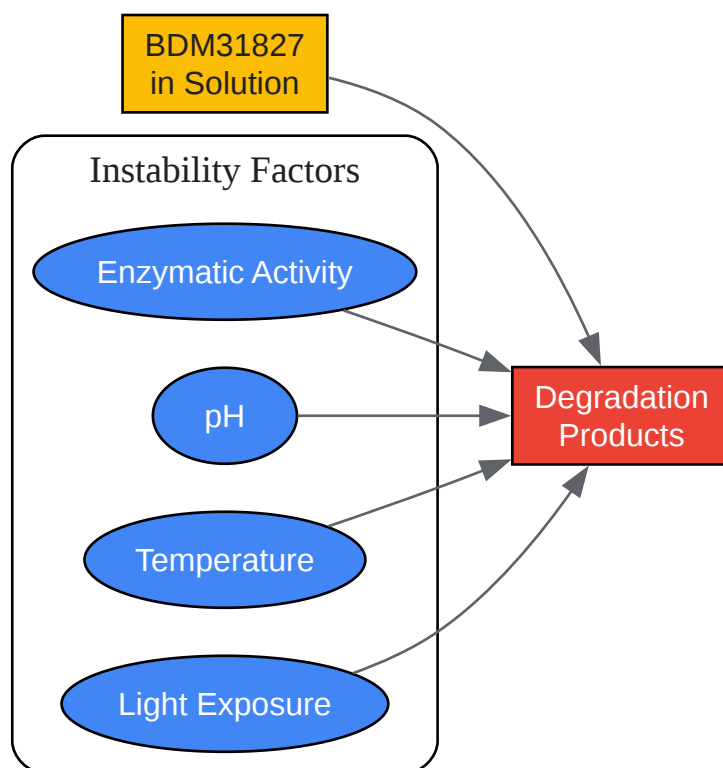 BDM31827
in Solution
Instability Factors
Enzymatic Activity
pH
Temperature
Light Exposure
Degradation
Products